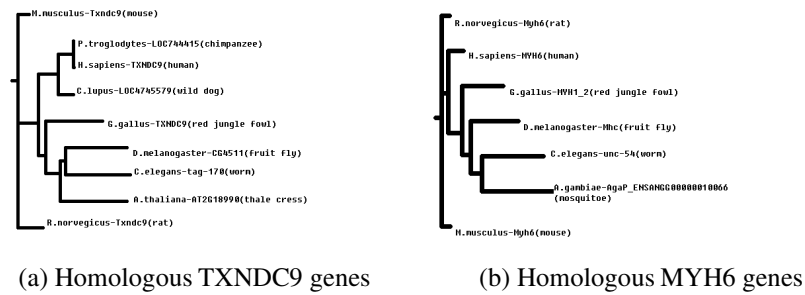 M.musculus-Txndc9(mouse)
P.troglodytes-LOC744415(chimpanzee)
H.sapiens-TXNDC9(human)
C.lupus-LOC4745579(wild dog)
G.gallus-TXNDC9(red jungle fowl)
D.melanogaster-CG4511(fruit fly)
C.elegans-tag-170(worm)
A.thaliana-AT2G18990(thale cress)
R.norvegicus-Txndc9(rat)
(a) Homologous TXNDC9 genes
R.norvegicus-Myh6(rat)
H.sapiens-MYH6(human)
G.gallus-MYH1_2(red jungle fowl)
D.melanogaster-Mhc(fruit fly)
C.elegans-unc-54(worm)
A.gambiae-AgaP_ENSANGG00000010066
(mosquitoe)
M.musculus-Myh6(mouse)
(b) Homologous MYH6 genes